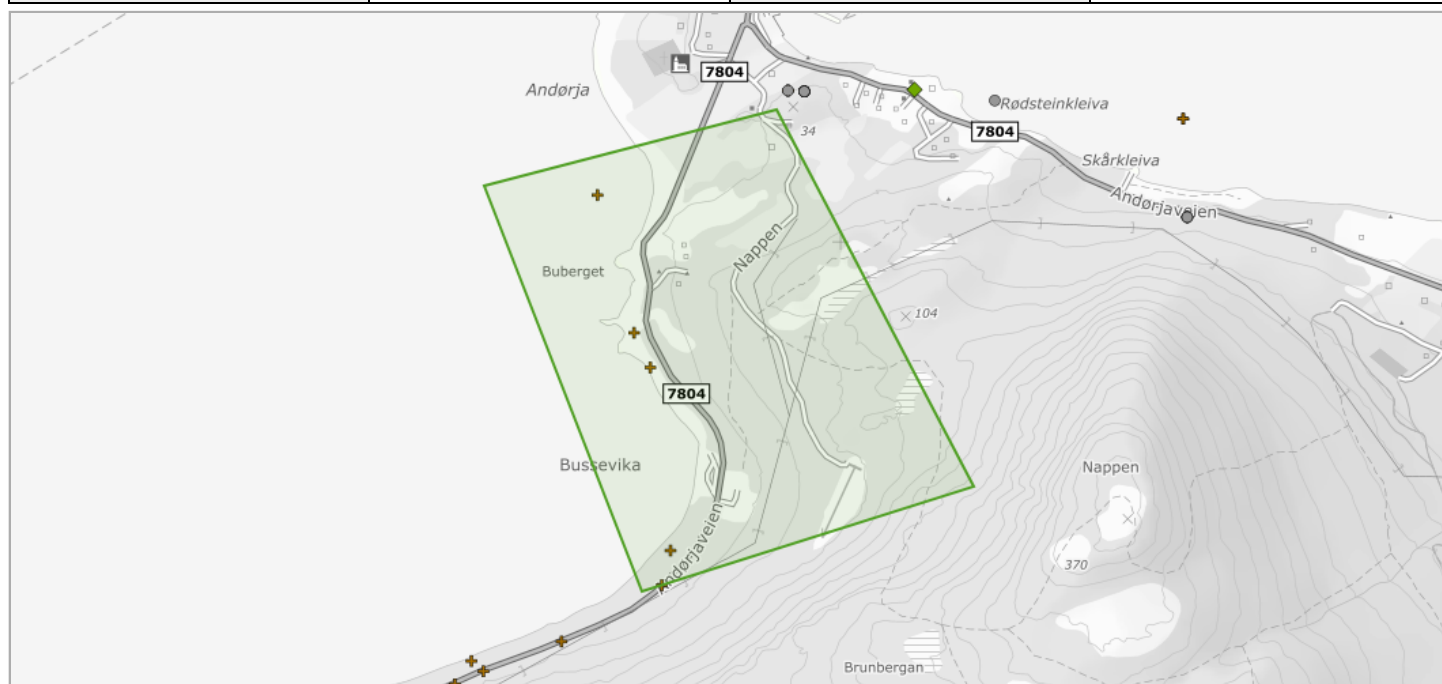 7804
Andørja
Rødsteinkleiva
34
7804
Skårkleiva
Andørjaveien
Nappen
Buberget
104
7804
Bussevika
Nappen
Andørjaveien
370
Brunbergan